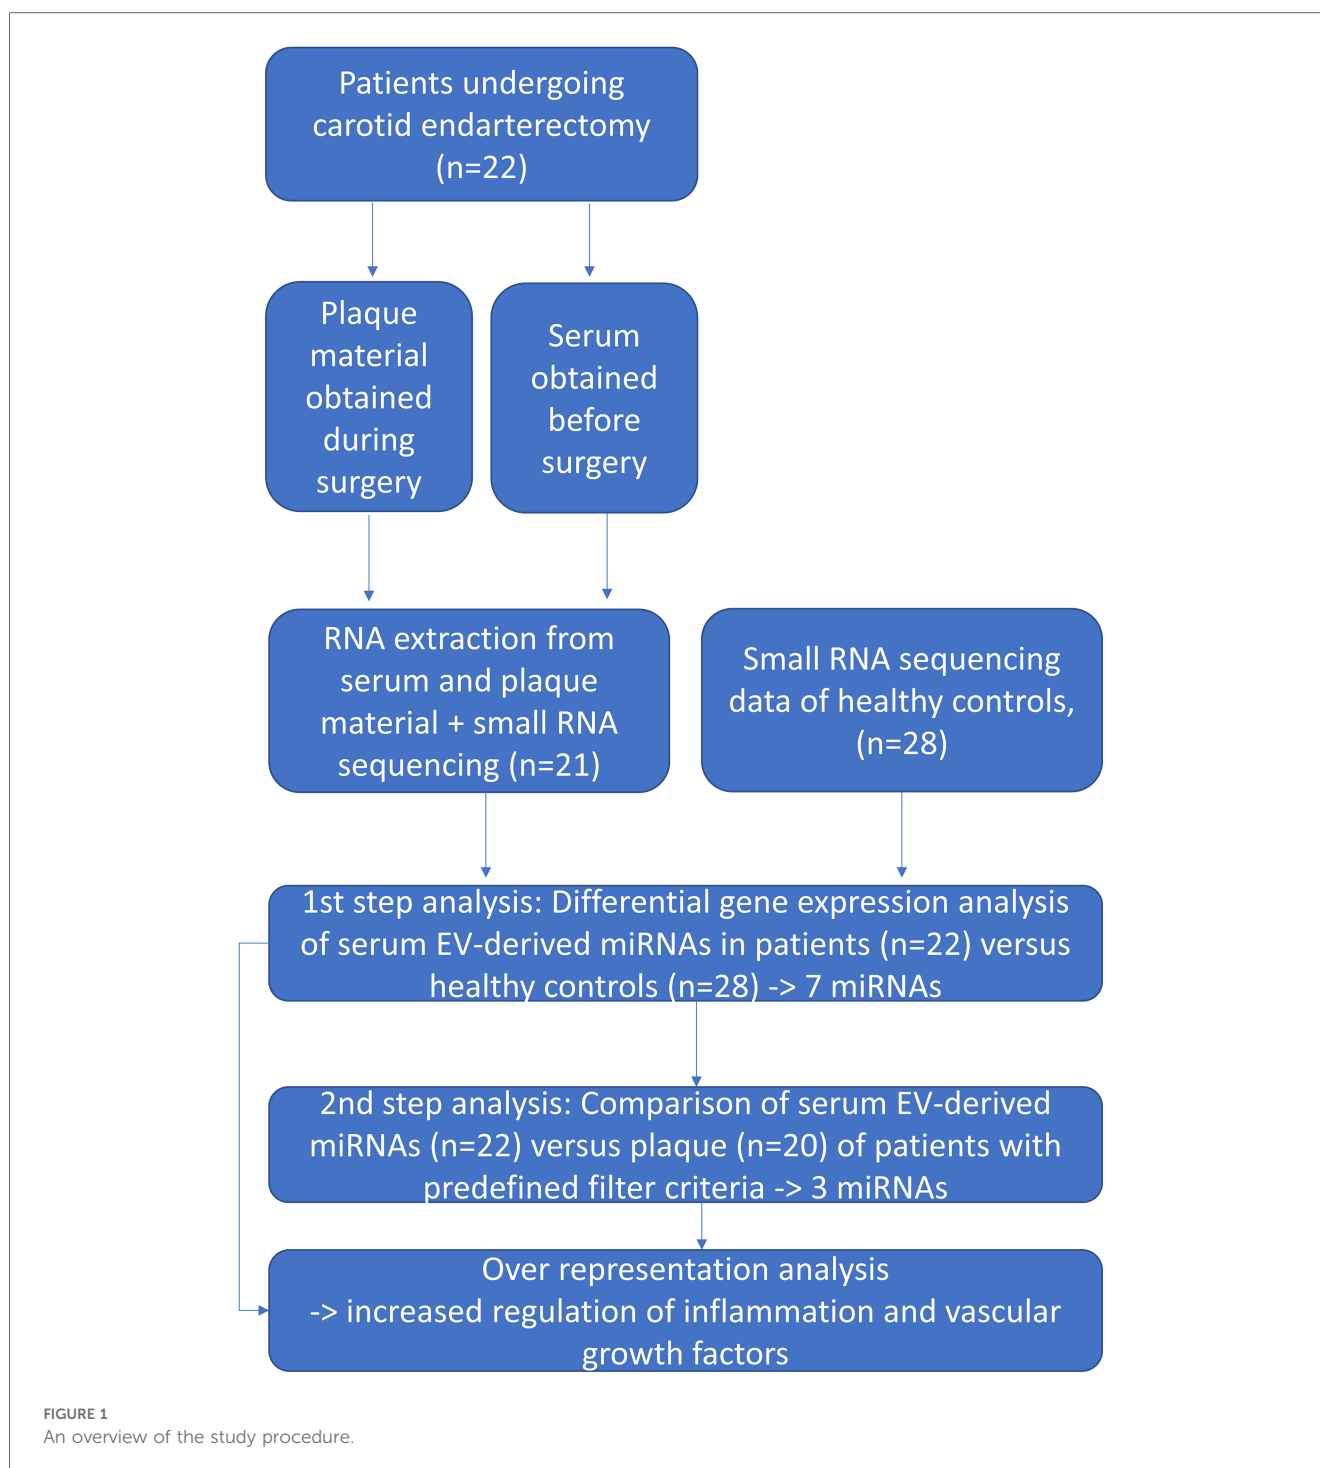 Patients undergoing
carotid endarterectomy
(n=22)
Plaque
material
obtained
during
surgery
Serum
obtained
before
surgery
RNA extraction from
serum and plaque
material + small RNA
sequencing (n=21)
Small RNA sequencing
data of healthy controls,
(n=28)
1st step analysis: Differential gene expression analysis
of serum EV-derived miRNAs in patients (n=22) versus
healthy controls (n=28) -> 7 miRNAs
2nd step analysis: Comparison of serum EV-derived
miRNAs (n=22) versus plaque (n=20) of patients with
predefined filter criteria -> 3 miRNAs
Over representation analysis
-> increased regulation of inflammation and vascular
growth factors
FIGURE 1
An overview of the study procedure.